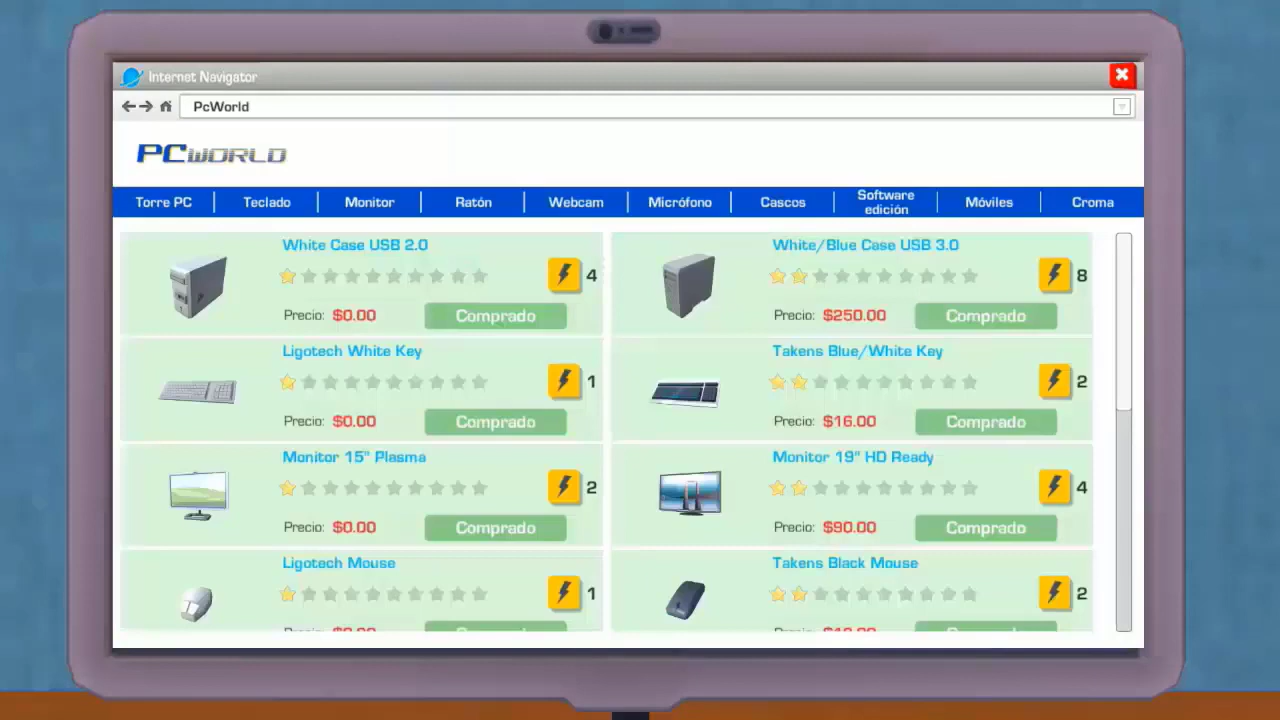 Internet Navigator
PcWorld
PCWORLD
Torre PC Teclado Monitor Ratón Webcam Micrófono Cascos Software edición Móviles Croma
White Case USB 2.0
4
Precio: $0.00 Comprado
White/Blue Case USB 3.0
8
Precio: $250.00 Comprado
Ligotech White Key
1
Precio: $0.00 Comprado
Takens Blue/White Key
2
Precio: $16.00 Comprado
Monitor 15" Plasma
2
Precio: $0.00 Comprado
Monitor 19" HD Ready
4
Precio: $90.00 Comprado
Ligotech Mouse
1
Takens Black Mouse
2